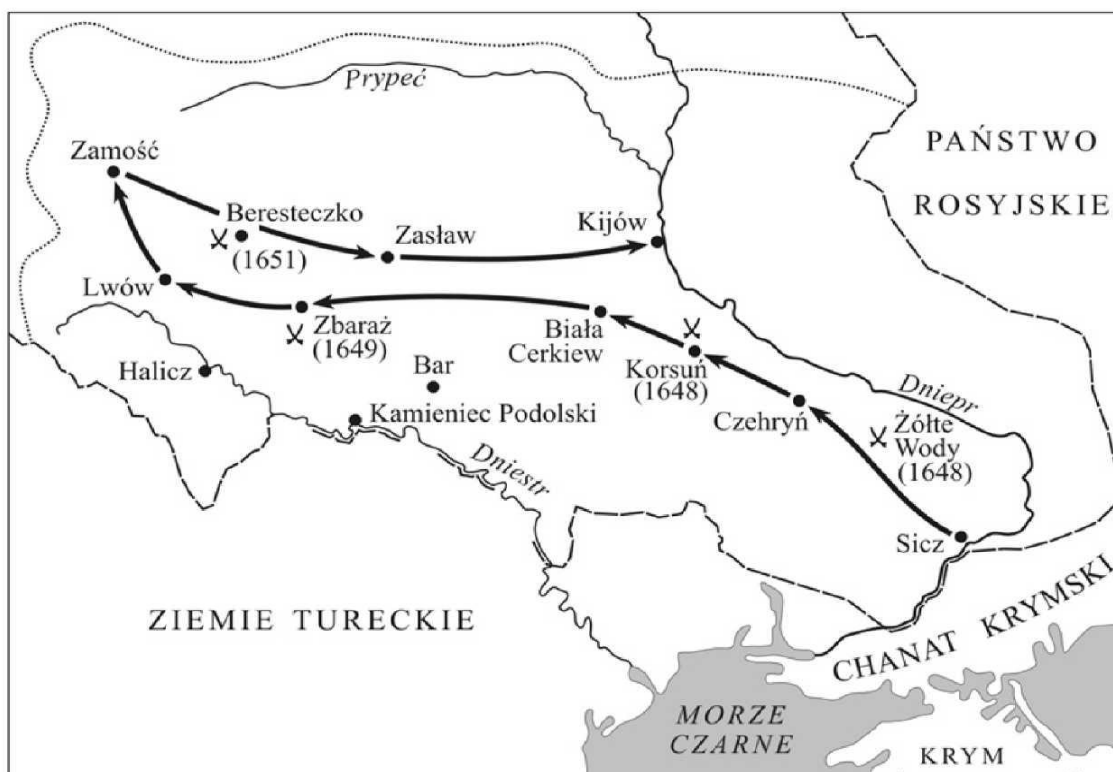 Prypeć
PAŃSTWO
ROSYJSKIE
Zamość
Beresteczko
(1651)
Zasław
Kijów
Lwów
Zbaraż
(1649)
Biała
Cerkiew
Korsuń
(1648)
Halicz
Bar
Kamieniec Podolski
Czehryń
Dniepr
Żółte
Wody
(1648)
Dniestr
Sicz
ZIEMIE TURECKIE
CHANAT KRYMSKI
MORZE
CZARNE
KRYM